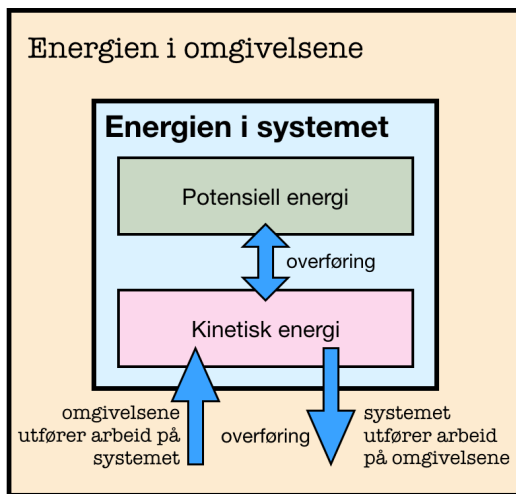 Energien i omgivelsene
Energien i systemet
Potensiell energi
overføring
Kinetisk energi
omgivelsene
utfører arbeid på
systemet
overføring
systemet
utfører arbeid
på omgivelsene